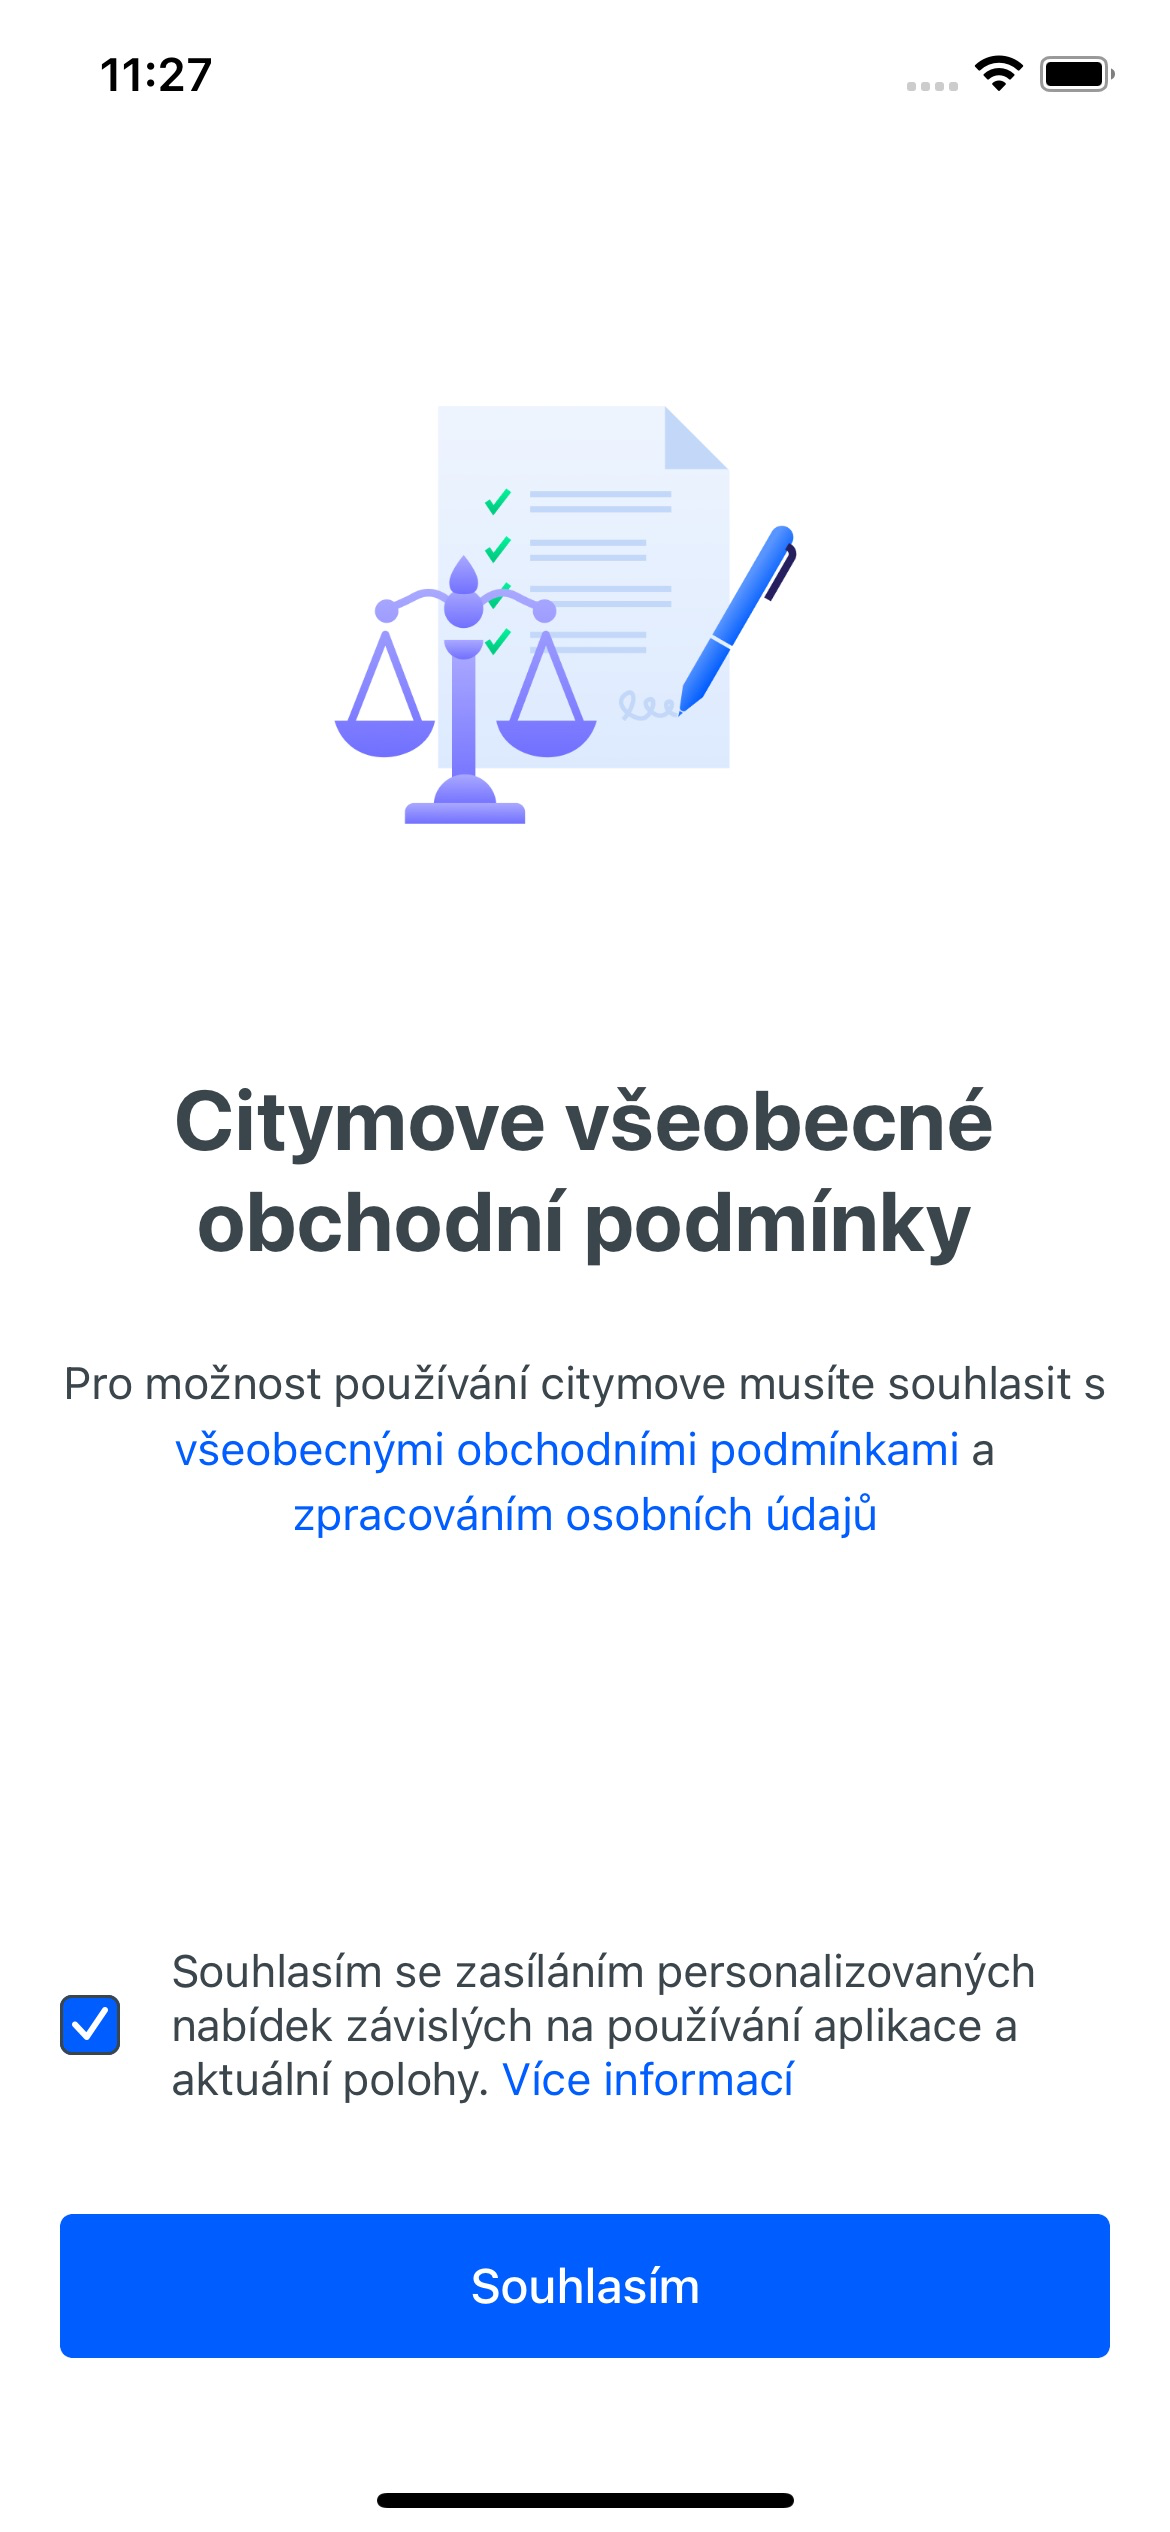 11:27
Citymove všeobecné
obchodní podmínky
Pro možnost používání citymove musíte souhlasit s
všeobecnými obchodními podmínkami a
zpracováním osobních údajů
Souhlasím se zasíláním personalizovaných
nabídek závislých na používání aplikace a
aktuální polohy. Více informací
Souhlasím